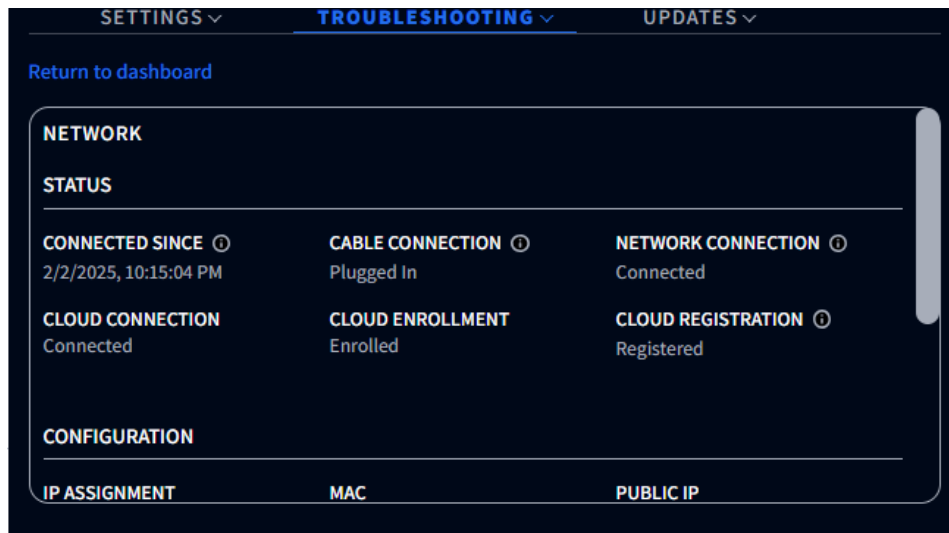 SETTINGS TROUBLESHOOTING UPDATES
Return to dashboard
NETWORK
STATUS
CONNECTED SINCE CABLE CONNECTION NETWORK CONNECTION
2/2/2025, 10:15:04 PM Plugged In Connected
CLOUD CONNECTION CLOUD ENROLLMENT CLOUD REGISTRATION
Connected Enrolled Registered
CONFIGURATION
IP ASSIGNMENT MAC PUBLIC IP